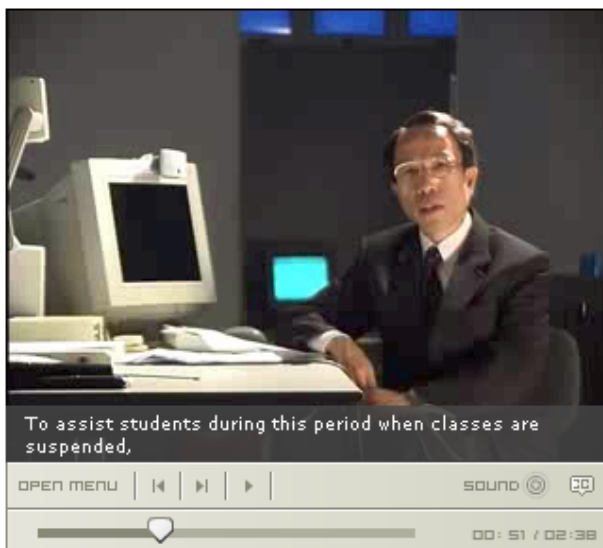 To assist students during this period when classes are
suspended,
OPEN MENU
SOUND
00:51 / 02:38